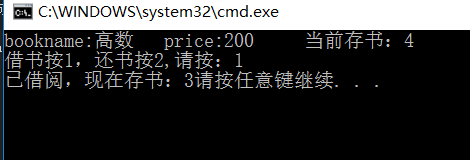 C:\WINDOWS\system32\cmd.exe
bookname:高数   price:200     当前存书：4
借书按1，还书按2,请按：1
已借阅，现在存书：3请按任意键继续. . .